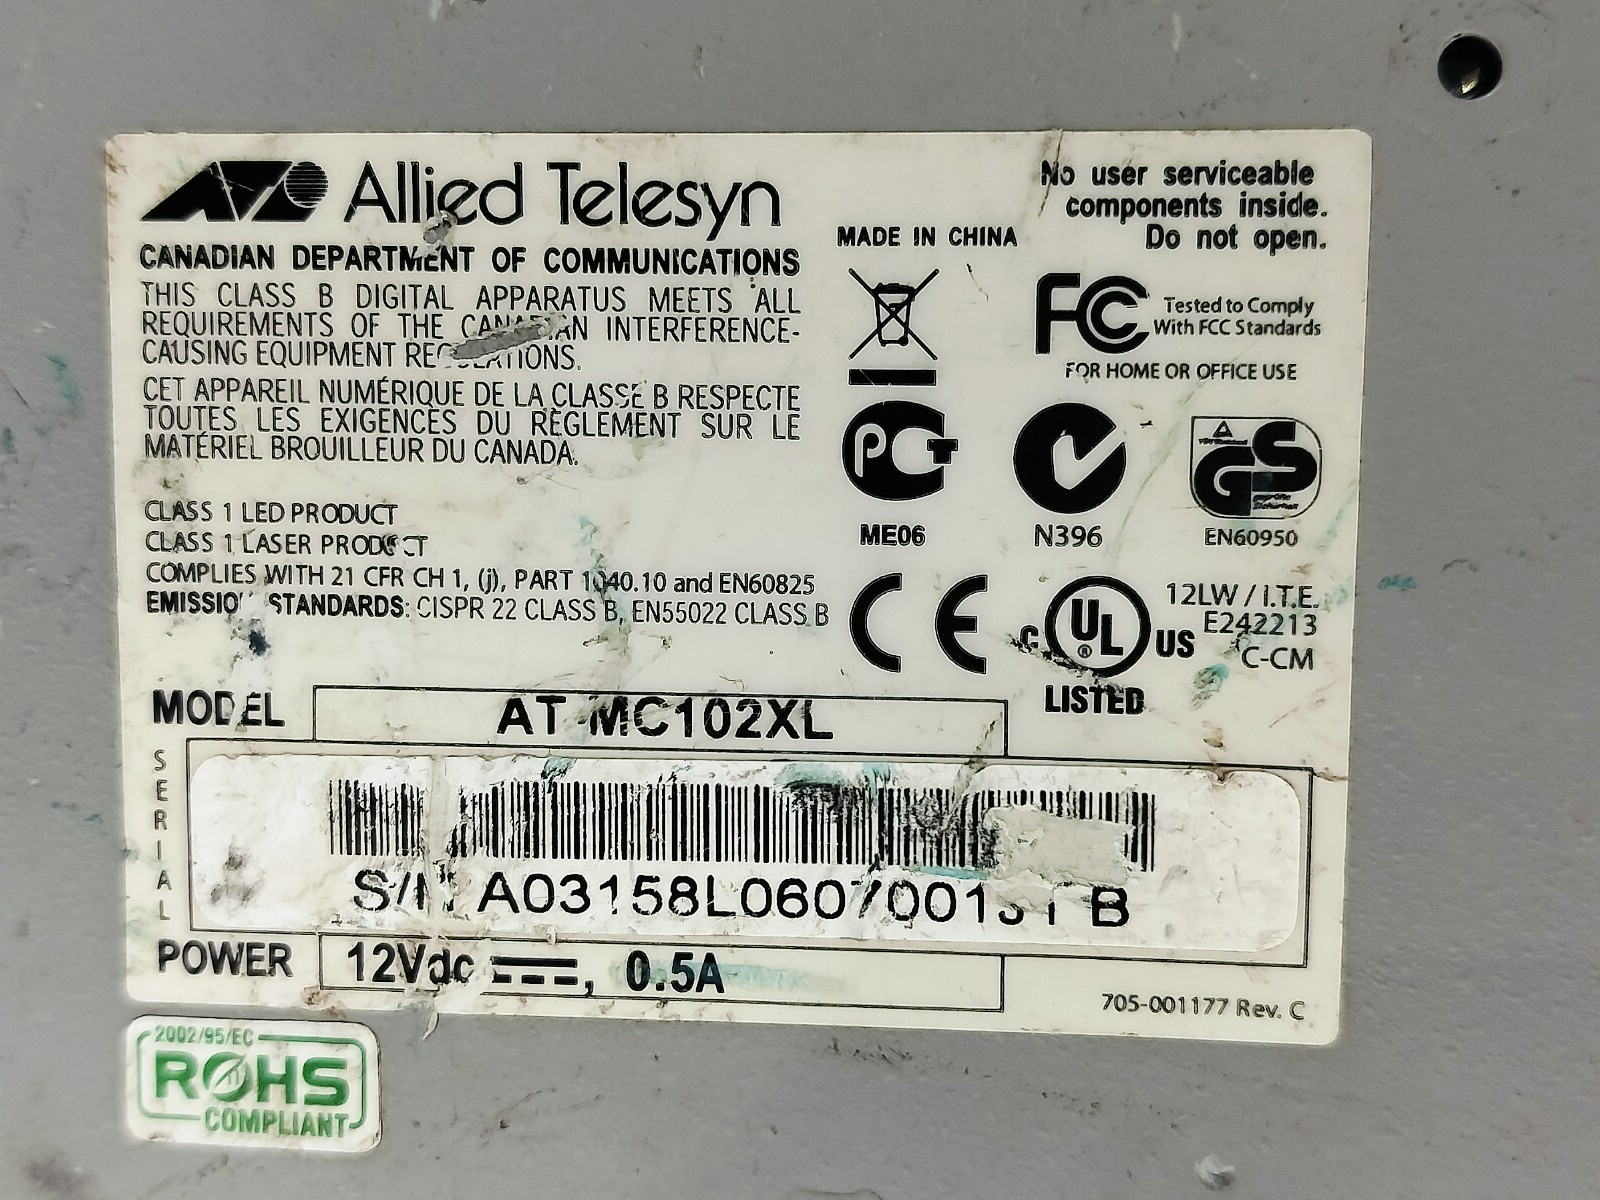 Allied Telesyn
No user serviceable
components inside.
Do not open.
MADE IN CHINA
CANADIAN DEPARTMENT OF COMMUNICATIONS
THIS CLASS B DIGITAL APPARATUS MEETS ALL
REQUIREMENTS OF THE CANADIAN INTERFERENCE-
CAUSING EQUIPMENT REGULATIONS.
CET APPAREIL NUMÉRIQUE DE LA CLASSE B RESPECTE
TOUTES LES EXIGENCES DU RÈGLEMENT SUR LE
MATÉRIEL BROUILLEUR DU CANADA.
FC Tested to Comply
With FCC Standards
FOR HOME OR OFFICE USE
ME06
N396
GS
EN60950
CLASS 1 LED PRODUCT
CLASS 1 LASER PRODUCT
COMPLIES WITH 21 CFR CH 1, (j), PART 1040.10 and EN60825
EMISSION STANDARDS: CISPR 22 CLASS B, EN55022 CLASS B
CE
C UL ® US
LISTED
12LW / I.T.E.
E242213
C-CM
MODEL AT-MC102XL
SERIAL
S/N
POWER 12Vdc, 0.5A
705-001177 Rev. C
2002/95/EC
ROHS
COMPLIANT